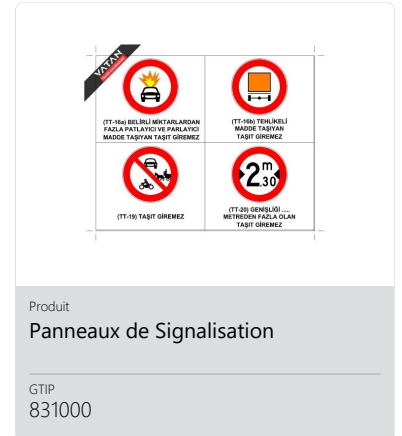 VATAN
(TT-16a) BELİRLİ MİKTARLARDAN
FAZLA PATLAYICI VE PARLAYICI
MADDE TAŞIYAN TAŞIT GİREMEZ
(TT-16b) TEHLİKELİ
MADDE TAŞIYAN
TAŞIT GİREMEZ
(TT-19) TAŞIT GİREMEZ
2 m 30
(TT-20) GENİŞLİĞİ .....
METREDEN FAZLA OLAN
TAŞIT GİREMEZ
Produit
Panneaux de Signalisation
GTIP
831000